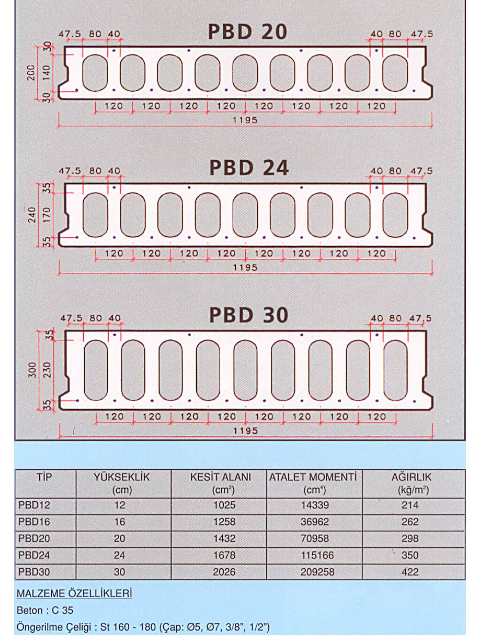 PBD 20
47.5 80 40 40 80 47.5
30
200 140
30
120 120 120 120 120 120 120 120
1195
PBD 24
47.5 80 40 40 80 47.5
35
240 170
35
120 120 120 120 120 120 120 120
1195
PBD 30
47.5 80 40 40 80 47.5
35
300 230
35
120 120 120 120 120 120 120 120
1195
TİP YÜKSEKLİK KESİT ALANI ATALET MOMENTİ AĞIRLIK
(cm) (cm²) (cm⁴) (kğ/m²)
PBD12 12 1025 14339 214
PBD16 16 1258 36962 262
PBD20 20 1432 70958 298
PBD24 24 1678 115166 350
PBD30 30 2026 209258 422
MALZEME ÖZELLİKLERİ
Beton : C 35
Öngerilme Çeliği : St 160 - 180 (Çap: Ø5, Ø7, 3/8", 1/2")